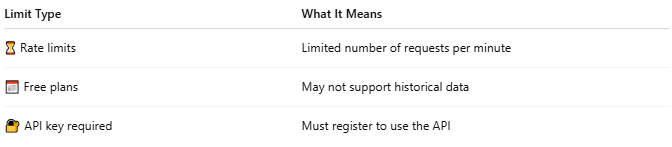 Limit Type What It Means
⏳ Rate limits Limited number of requests per minute
📅 Free plans May not support historical data
🔐 API key required Must register to use the API